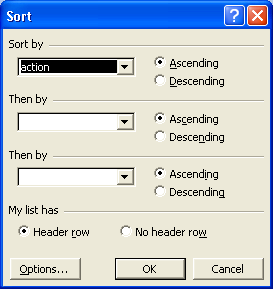 Sort
Sort by
action
Ascending
Descending
Then by
Ascending
Descending
Then by
Ascending
Descending
My list has
Header row
No header row
Options...
OK
Cancel